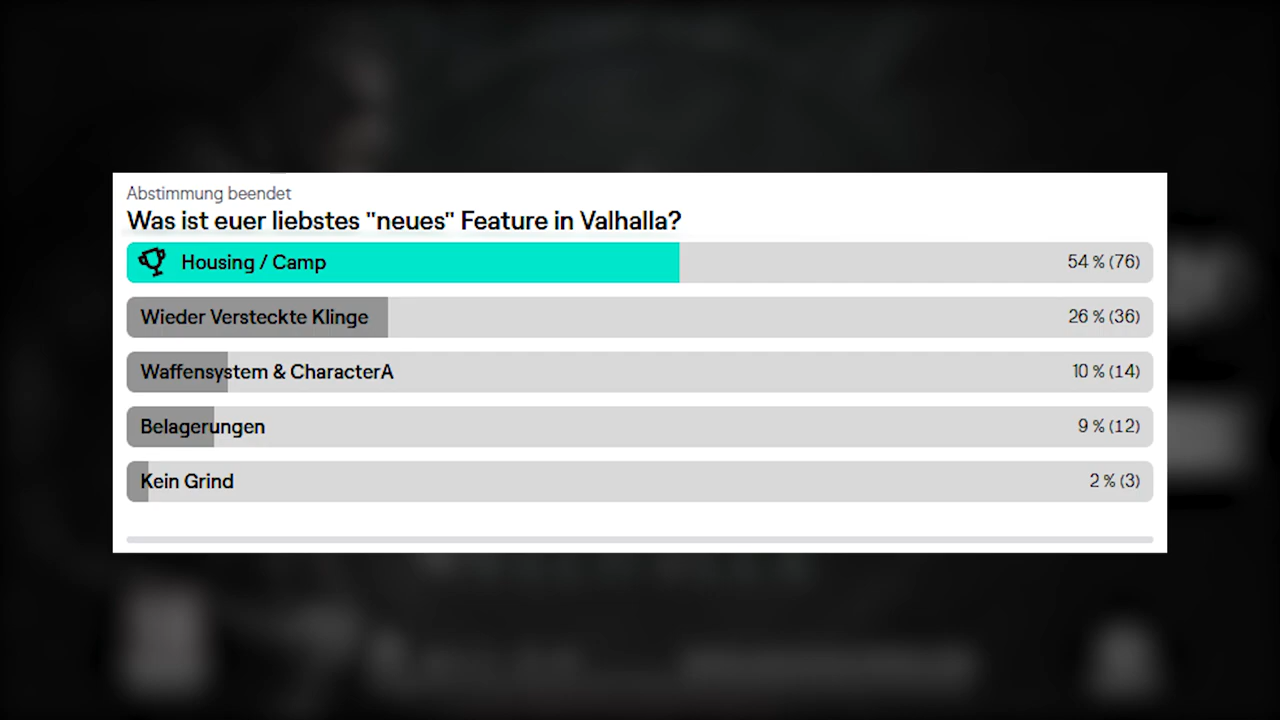 Abstimmung beendet
Was ist euer liebstes "neues" Feature in Valhalla?
Housing / Camp 54 % (76)
Wieder Versteckte Klinge 26 % (36)
Waffensystem & CharacterA 10 % (14)
Belagerungen 9 % (12)
Kein Grind 2 % (3)